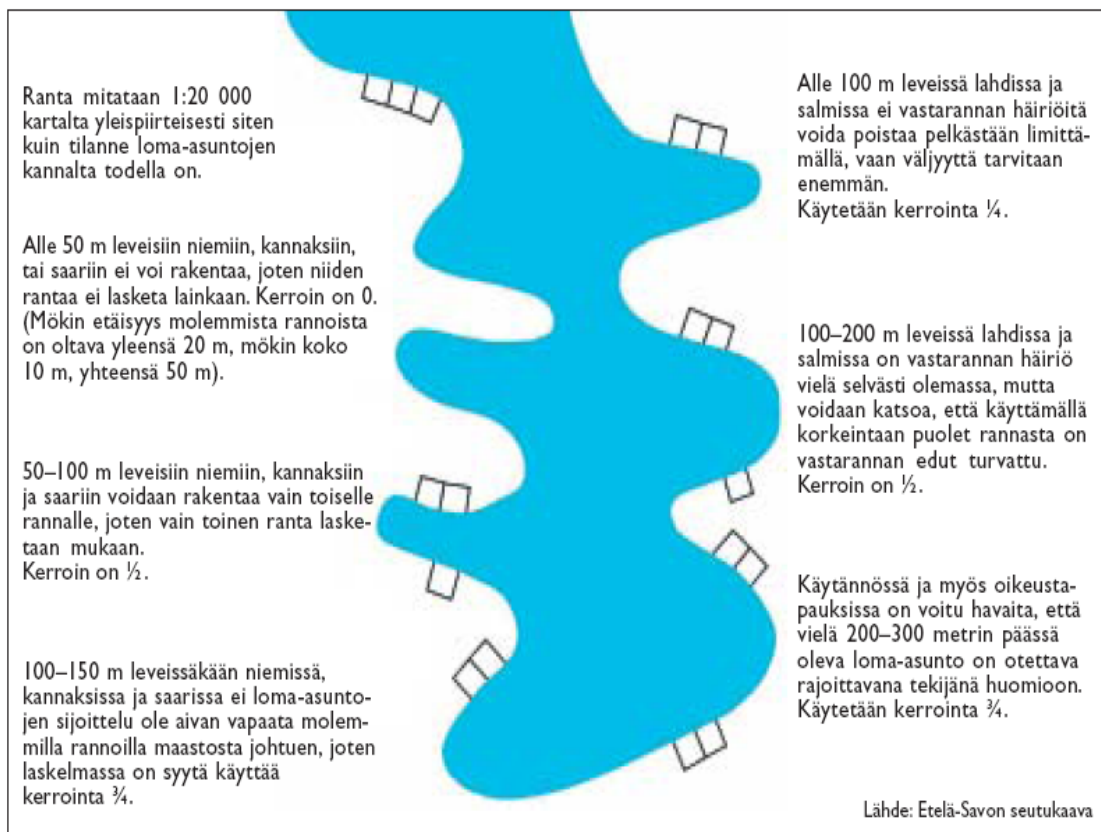 Ranta mitataan 1:20 000
kartalta yleispiirteisesti siten
kuin tilanne loma-asuntojen
kannalta todella on.
Alle 50 m leveisiin niemiin, kannaksiin,
tai saariin ei voi rakentaa, joten niiden
rantaa ei lasketa lainkaan. Kerroin on 0.
(Mökin etäisyys molemmista rannoista
on oltava yleensä 20 m, mökin koko
10 m, yhteensä 50 m).
50–100 m leveisiin niemiin, kannaksiin
ja saariin voidaan rakentaa vain toiselle
rannalle, joten vain toinen ranta laske-
taan mukaan.
Kerroin on ½.
100–150 m leveissäkään niemissä,
kannaksissa ja saarissa ei loma-asunto-
jen sijoittelu ole aivan vapaata molem-
milla rannoilla maastosta johtuen, joten
laskelmassa on syytä käyttää
kerrointa ¾.
Alle 100 m leveissä lahdissa ja
salmissa ei vastarannan häiriöitä
voida poistaa pelkästään limittä-
mällä, vaan väljyyttä tarvitaan
enemmän.
Käytetään kerrointa ¼.
100–200 m leveissä lahdissa ja
salmissa on vastarannan häiriö
vielä selvästi olemassa, mutta
voidaan katsoa, että käyttämällä
korkeintaan puolet rannasta on
vastarannan edut turvattu.
Kerroin on ½.
Käytännössä ja myös oikeusta-
pauksissa on voitu havaita, että
vielä 200–300 metrin päässä
oleva loma-asunto on otettava
rajoittavana tekijänä huomioon.
Käytetään kerrointa ¾.
Lähde: Etelä-Savon seutukaava